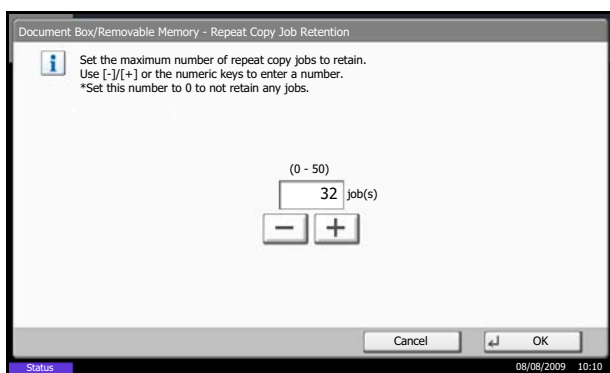 Document Box/Removable Memory - Repeat Copy Job Retention
Set the maximum number of repeat copy jobs to retain.
Use [-]/[+] or the numeric keys to enter a number.
*Set this number to 0 to not retain any jobs.
(0 - 50)
32 job(s)
− +
Cancel OK
Status 08/08/2009 10:10